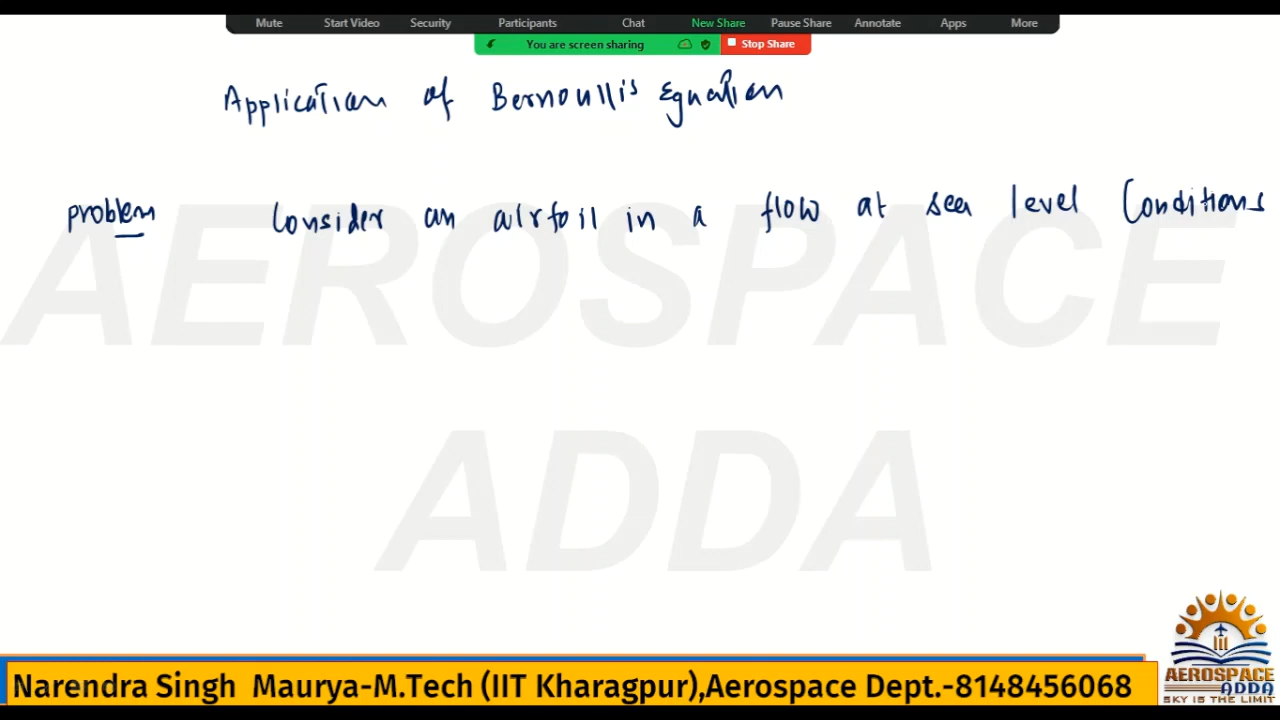 Mute Start Video Security Participants Chat New Share Pause Share Annotate Apps More
You are screen sharing Stop Share
Application of Bernoullis Equation
problem Consider an airfoil in a flow at sea level Conditions
AEROSPACE
ADDA
AEROSPACE
ADDA
SKY IS THE LIMIT
Narendra Singh Maurya-M.Tech (IIT Kharagpur),Aerospace Dept.-8148456068